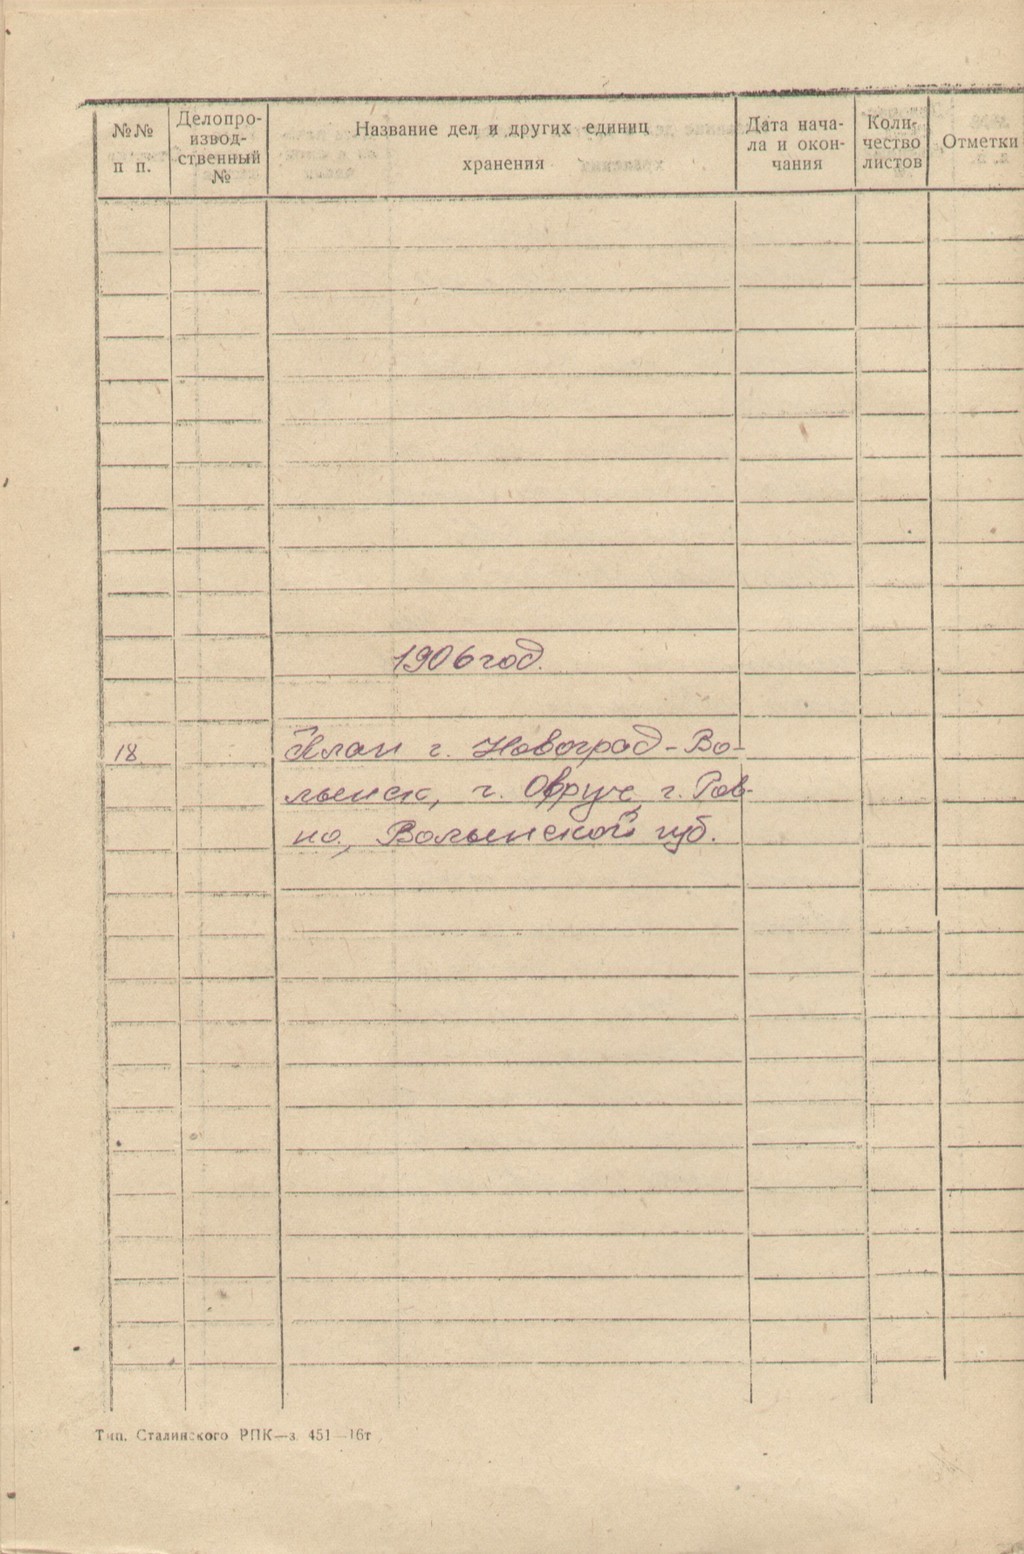 №№ п п.
Делопро-
извод-
ственный
№
Название дел и других единиц
хранения
Дата нача-
ла и окон-
чания
Коли-
чество
листов
Отметки
1906 год.
18 План г. Новоград-Во-
лынск, г. Овруч, г. Ров-
но, Волынской губ.
Тип. Сталинского РПК—з 451—16т